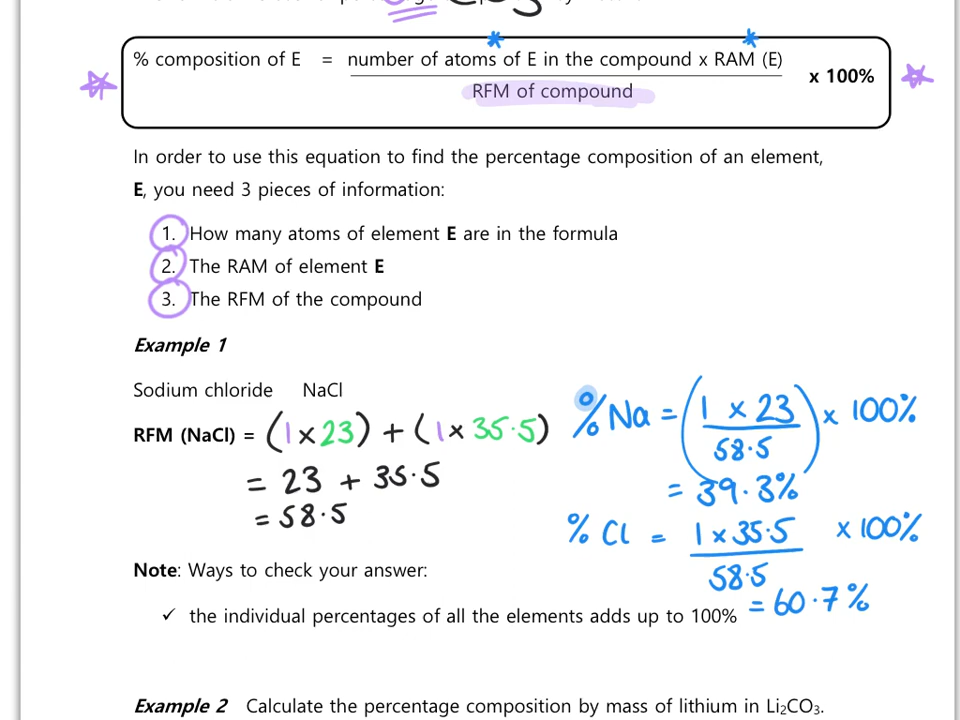 % composition of E = number of atoms of E in the compound x RAM (E)
RFM of compound
x 100%
In order to use this equation to find the percentage composition of an element,
E, you need 3 pieces of information:
1. How many atoms of element E are in the formula
2. The RAM of element E
3. The RFM of the compound
Example 1
Sodium chloride NaCl
RFM (NaCl) = (1 x 23) + (1 x 35.5)
= 23 + 35.5
= 58.5
% Na = (1 x 23 / 58.5) x 100%
= 39.3%
% Cl = 1 x 35.5 x 100%
58.5
= 60.7%
Note: Ways to check your answer:
✓ the individual percentages of all the elements adds up to 100%
Example 2 Calculate the percentage composition by mass of lithium in Li₂CO₃.